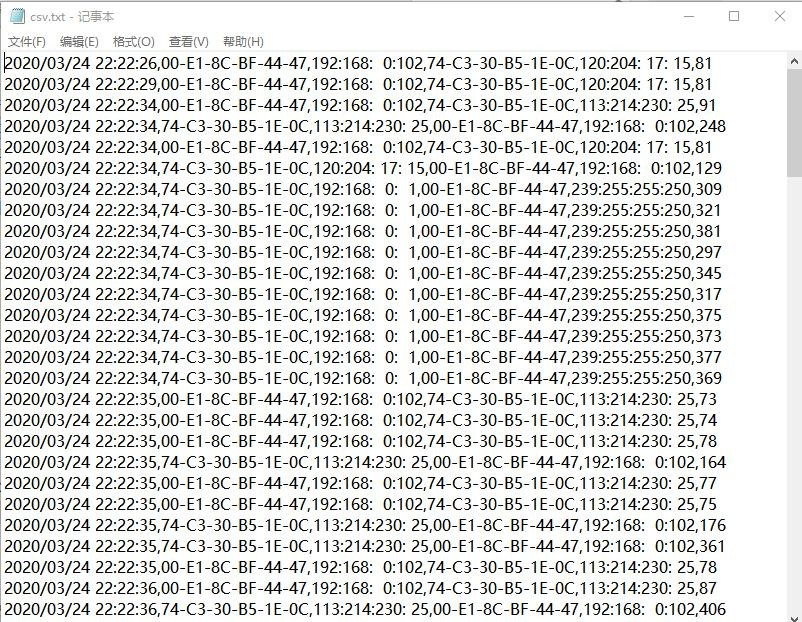 csv.txt - 记事本
文件(F) 编辑(E) 格式(O) 查看(V) 帮助(H)
2020/03/24 22:22:26,00-E1-8C-BF-44-47,192:168:  0:102,74-C3-30-B5-1E-0C,120:204: 17: 15,81
2020/03/24 22:22:29,00-E1-8C-BF-44-47,192:168:  0:102,74-C3-30-B5-1E-0C,120:204: 17: 15,81
2020/03/24 22:22:34,00-E1-8C-BF-44-47,192:168:  0:102,74-C3-30-B5-1E-0C,113:214:230: 25,91
2020/03/24 22:22:34,74-C3-30-B5-1E-0C,113:214:230: 25,00-E1-8C-BF-44-47,192:168:  0:102,248
2020/03/24 22:22:34,00-E1-8C-BF-44-47,192:168:  0:102,74-C3-30-B5-1E-0C,120:204: 17: 15,81
2020/03/24 22:22:34,74-C3-30-B5-1E-0C,120:204: 17: 15,00-E1-8C-BF-44-47,192:168:  0:102,129
2020/03/24 22:22:34,74-C3-30-B5-1E-0C,192:168:  0:  1,00-E1-8C-BF-44-47,239:255:255:250,309
2020/03/24 22:22:34,74-C3-30-B5-1E-0C,192:168:  0:  1,00-E1-8C-BF-44-47,239:255:255:250,321
2020/03/24 22:22:34,74-C3-30-B5-1E-0C,192:168:  0:  1,00-E1-8C-BF-44-47,239:255:255:250,381
2020/03/24 22:22:34,74-C3-30-B5-1E-0C,192:168:  0:  1,00-E1-8C-BF-44-47,239:255:255:250,297
2020/03/24 22:22:34,74-C3-30-B5-1E-0C,192:168:  0:  1,00-E1-8C-BF-44-47,239:255:255:250,345
2020/03/24 22:22:34,74-C3-30-B5-1E-0C,192:168:  0:  1,00-E1-8C-BF-44-47,239:255:255:250,317
2020/03/24 22:22:34,74-C3-30-B5-1E-0C,192:168:  0:  1,00-E1-8C-BF-44-47,239:255:255:250,375
2020/03/24 22:22:34,74-C3-30-B5-1E-0C,192:168:  0:  1,00-E1-8C-BF-44-47,239:255:255:250,373
2020/03/24 22:22:34,74-C3-30-B5-1E-0C,192:168:  0:  1,00-E1-8C-BF-44-47,239:255:255:250,377
2020/03/24 22:22:34,74-C3-30-B5-1E-0C,192:168:  0:  1,00-E1-8C-BF-44-47,239:255:255:250,369
2020/03/24 22:22:35,00-E1-8C-BF-44-47,192:168:  0:102,74-C3-30-B5-1E-0C,113:214:230: 25,73
2020/03/24 22:22:35,00-E1-8C-BF-44-47,192:168:  0:102,74-C3-30-B5-1E-0C,113:214:230: 25,74
2020/03/24 22:22:35,00-E1-8C-BF-44-47,192:168:  0:102,74-C3-30-B5-1E-0C,113:214:230: 25,78
2020/03/24 22:22:35,74-C3-30-B5-1E-0C,113:214:230: 25,00-E1-8C-BF-44-47,192:168:  0:102,164
2020/03/24 22:22:35,00-E1-8C-BF-44-47,192:168:  0:102,74-C3-30-B5-1E-0C,113:214:230: 25,77
2020/03/24 22:22:35,00-E1-8C-BF-44-47,192:168:  0:102,74-C3-30-B5-1E-0C,113:214:230: 25,75
2020/03/24 22:22:35,74-C3-30-B5-1E-0C,113:214:230: 25,00-E1-8C-BF-44-47,192:168:  0:102,176
2020/03/24 22:22:35,74-C3-30-B5-1E-0C,113:214:230: 25,00-E1-8C-BF-44-47,192:168:  0:102,361
2020/03/24 22:22:35,00-E1-8C-BF-44-47,192:168:  0:102,74-C3-30-B5-1E-0C,113:214:230: 25,78
2020/03/24 22:22:36,00-E1-8C-BF-44-47,192:168:  0:102,74-C3-30-B5-1E-0C,113:214:230: 25,87
2020/03/24 22:22:36,74-C3-30-B5-1E-0C,113:214:230: 25,00-E1-8C-BF-44-47,192:168:  0:102,406